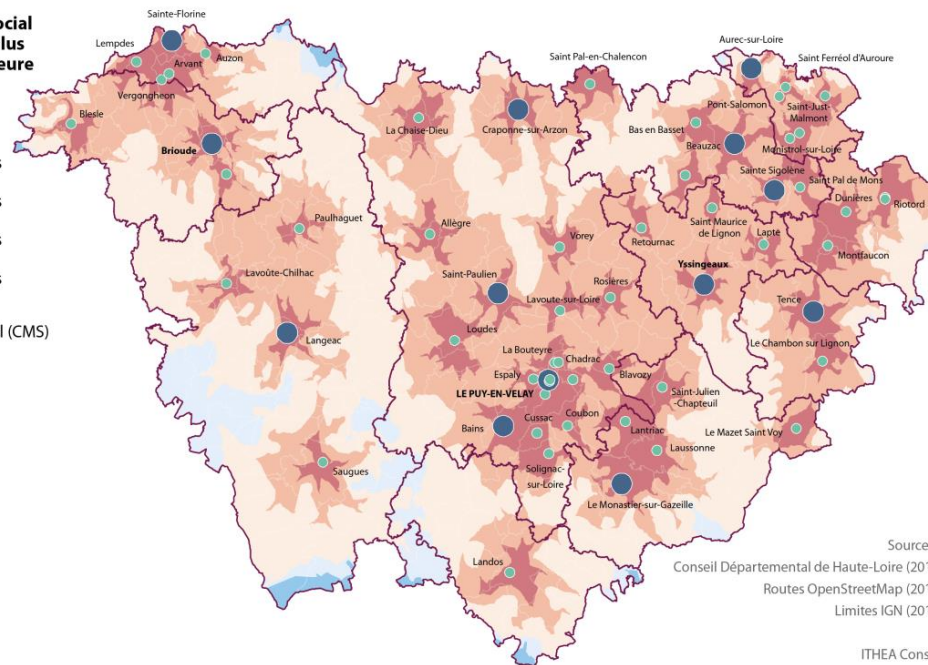 ocial
lus
eure
s
s
s
s
l (CMS)
Sainte-Florine
Lempdes
Arvant
Auzon
Vergongheon
Blesle
Brioude
Paulhaguet
Lavoûte-Chilhac
Langeac
Saugues
La Chaise-Dieu
Craponne-sur-Arzon
Saint Pal-en-Chalencon
Allègre
Vorey
Saint-Paulien
Lavoute-sur-Loire
Rosières
Loudes
La Bouteyre
Chadrac
Espaly
LE PUY-EN-VELAY
Blavozy
Saint-Julien
-Chapteuil
Cussac
Coubon
Bains
Solignac-
sur-Loire
Lantriac
Laussonne
Le Monastier-sur-Gazeille
Landos
Aurec-sur-Loire
Saint Ferréol d'Auroure
Pont-Salomon
Saint-Just-
Malmont
Bas en Basset
Beauzac
Monistrol-sur-Loire
Sainte Sigolène
Saint Pal de Mons
Dunières
Riotord
Saint Maurice
de Lignon
Lapte
Retournac
Montfaucon
Yssingeaux
Tence
Le Chambon sur Lignon
Le Mazet Saint Voy
Source
Conseil Départemental de Haute-Loire (201
Routes OpenStreetMap (201
Limites IGN (201
ITHEA Cons